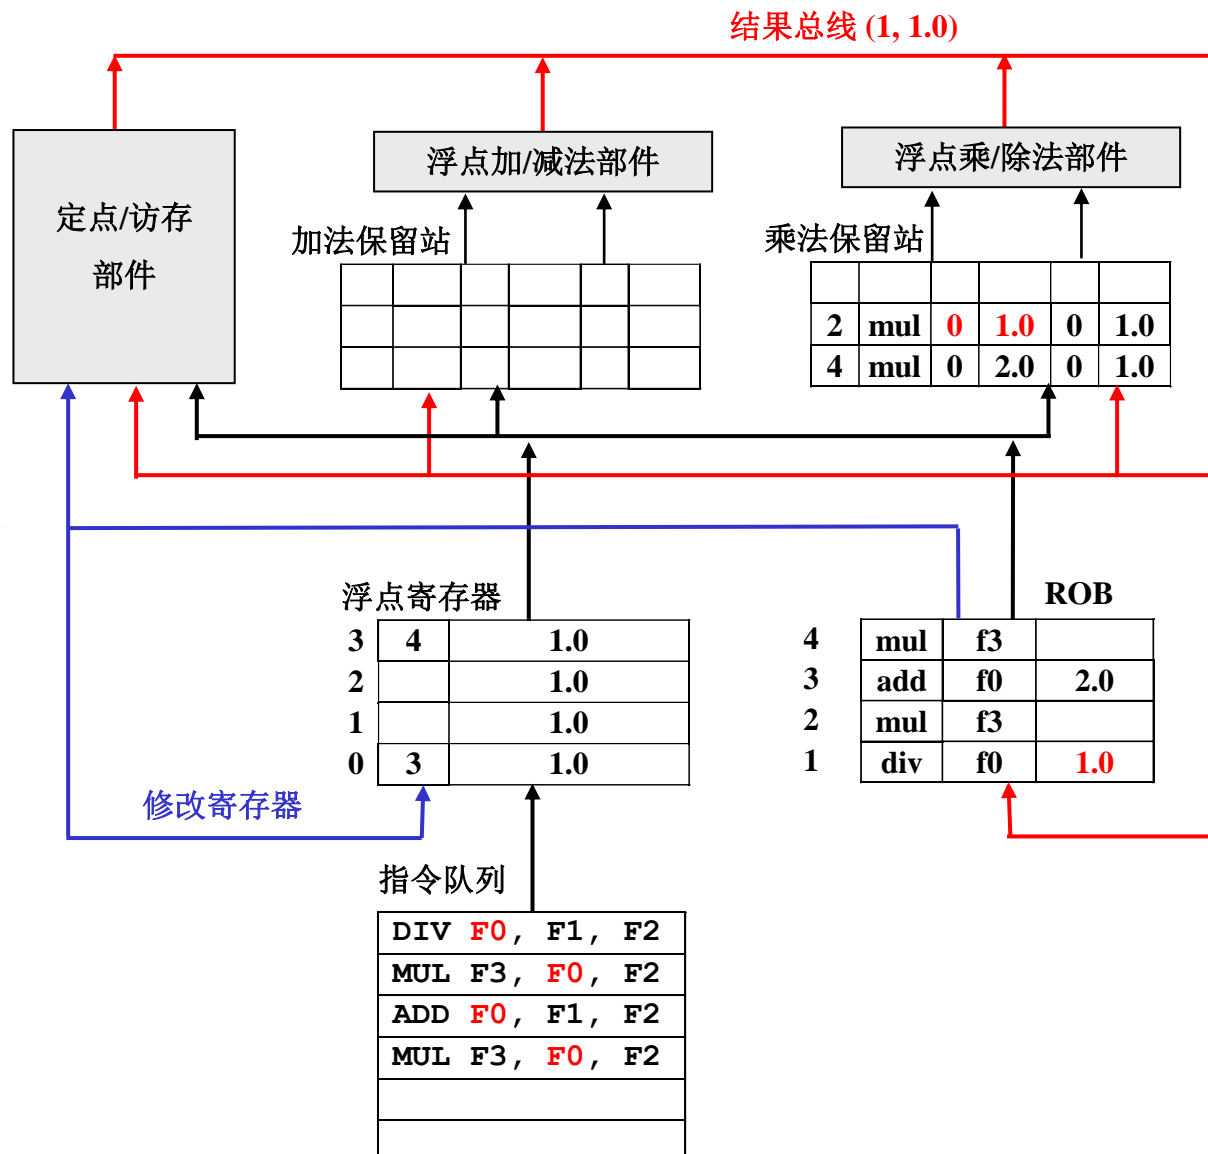 结果总线 (1, 1.0)
定点/访存
部件
浮点加/减法部件
浮点乘/除法部件
加法保留站
乘法保留站
2 mul 0 1.0 0 1.0
4 mul 0 2.0 0 1.0
浮点寄存器
3 4 1.0
2 1.0
1 1.0
0 3 1.0
ROB
4 mul f3
3 add f0 2.0
2 mul f3
1 div f0 1.0
修改寄存器
指令队列
DIV F0, F1, F2
MUL F3, F0, F2
ADD F0, F1, F2
MUL F3, F0, F2